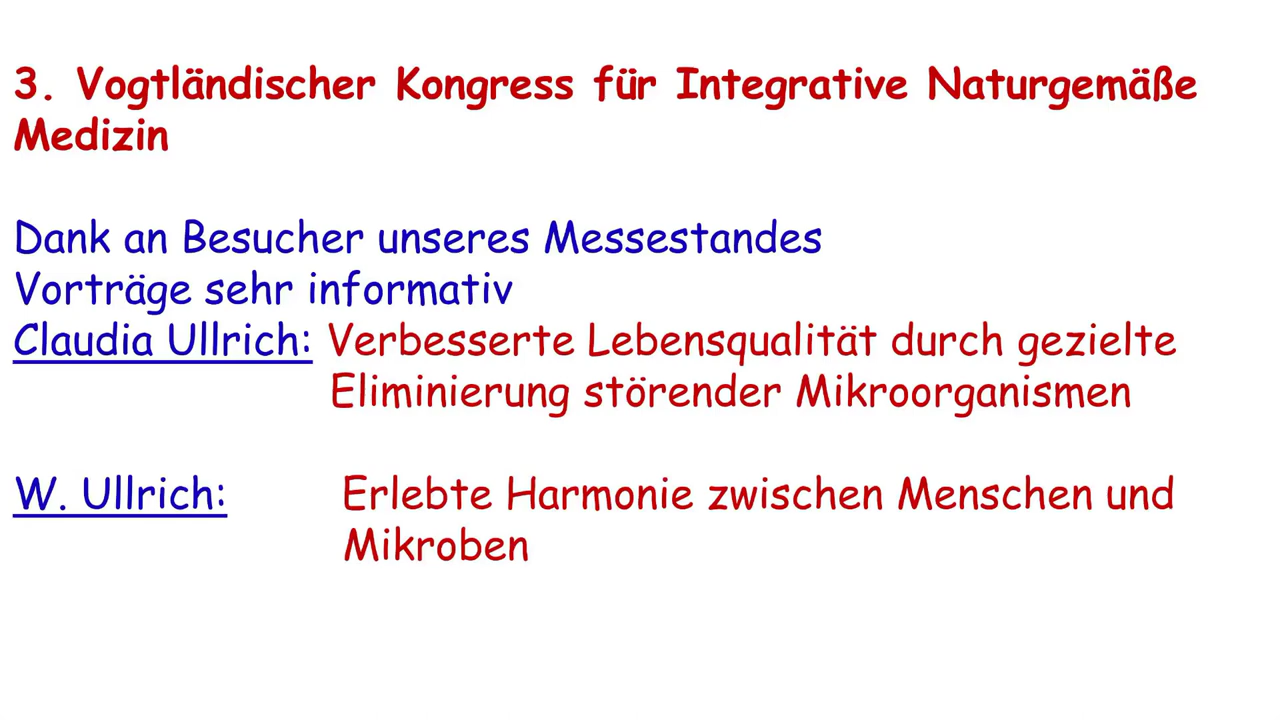 3. Vogtländischer Kongress für Integrative Naturgemäße
Medizin
Dank an Besucher unseres Messestandes
Vorträge sehr informativ
Claudia Ullrich: Verbesserte Lebensqualität durch gezielte
Eliminierung störender Mikroorganismen
W. Ullrich: Erlebte Harmonie zwischen Menschen und
Mikroben